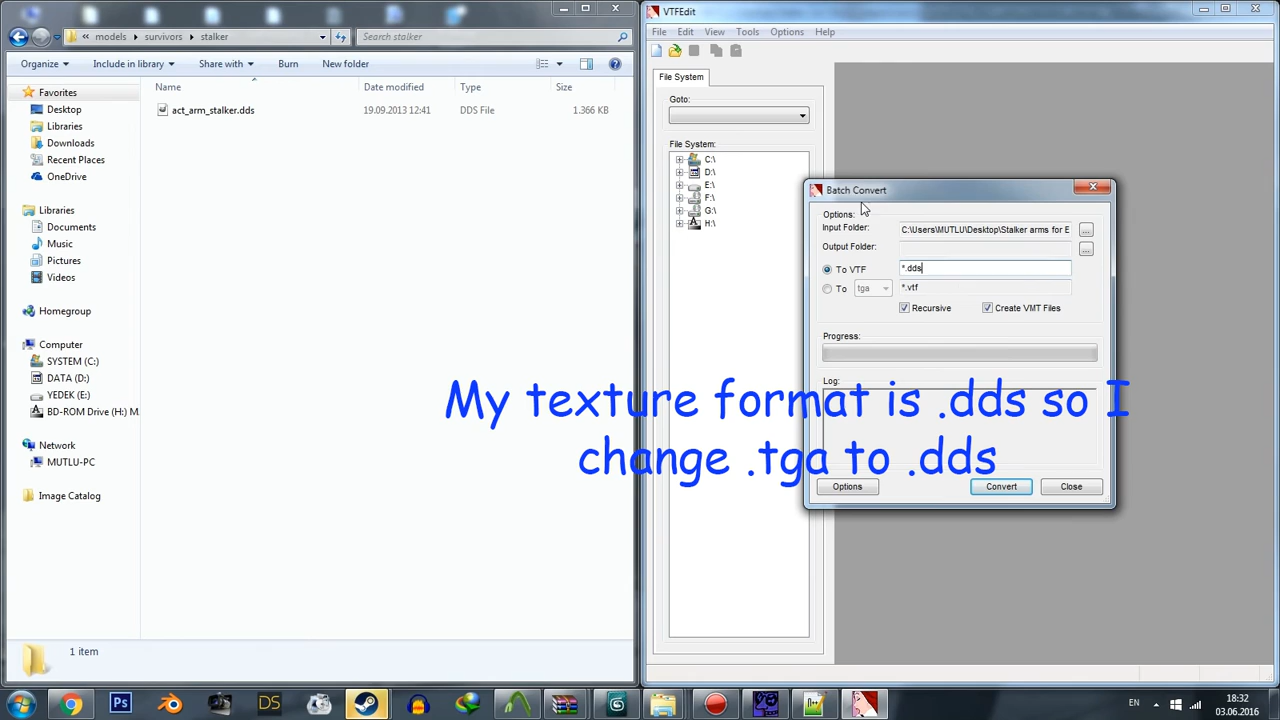 VTFEdit
models
survivors
stalker
Search stalker
File Edit View Tools Options Help
Organize
Include in library
Share with
Burn
New folder
Name
Date modified
Type
Size
act_arm_stalker.dds
19.09.2013 12:41
DDS File
1.366 KB
Favorites
Desktop
Libraries
Downloads
Recent Places
OneDrive
Libraries
Documents
Music
Pictures
Videos
Homegroup
Computer
SYSTEM (C:)
DATA (D:)
YEDEK (E:)
BD-ROM Drive (H:) M
Network
MUTLU-PC
Image Catalog
1 item
File System
Goto:
File System:
C:\
D:\
E:\
F:\
G:\
H:\
Batch Convert
Options:
Input Folder:
C:\Users\MUTLU\Desktop\Stalker arms for E
...
Output Folder:
...
To VTF
*.dds
To
tga
*.vtf
Recursive
Create VMT Files
Progress:
Log:
My texture format is .dds so I
change .tga to .dds
Options
Convert
Close
Ps
DS
EN
18:32
03.06.2016